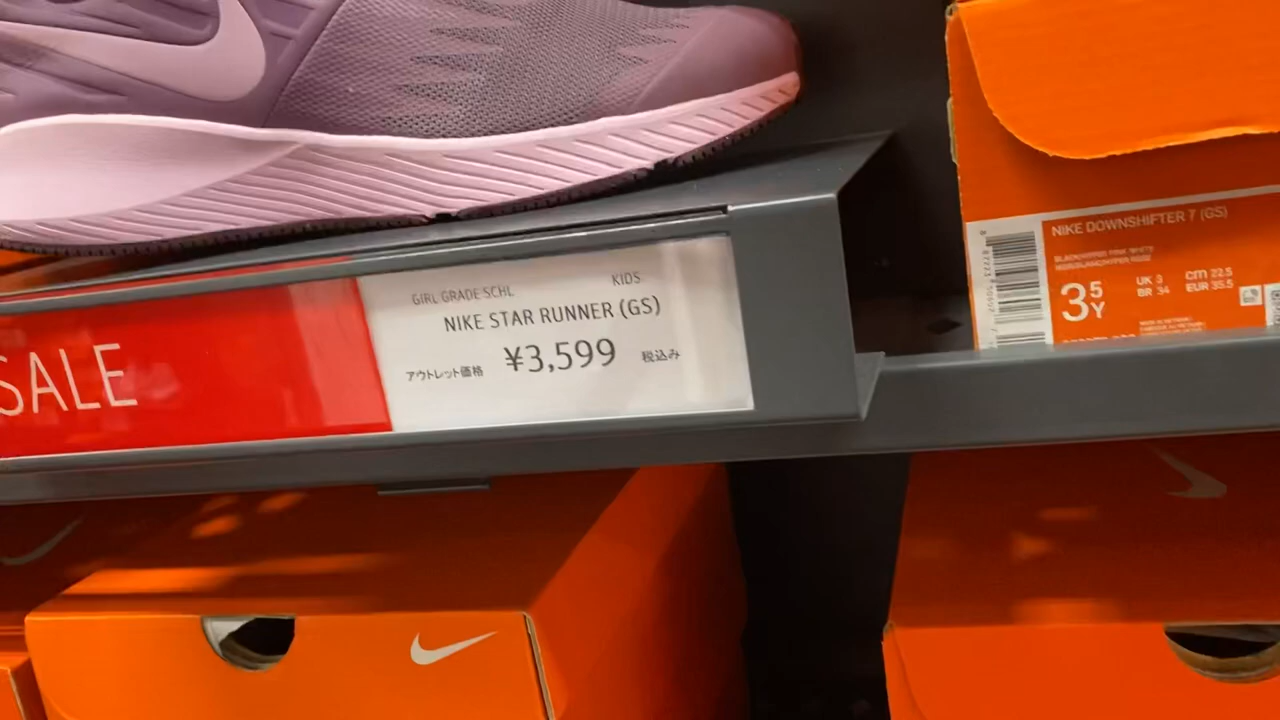 SALE
GIRL GRADE SCHL KIDS
NIKE STAR RUNNER (GS)
アウトレット価格 ¥3,599 税込み
NIKE DOWNSHIFTER 7 (GS)
3.5Y
UK 3 cm 22.5
BR 34 EUR 35.5